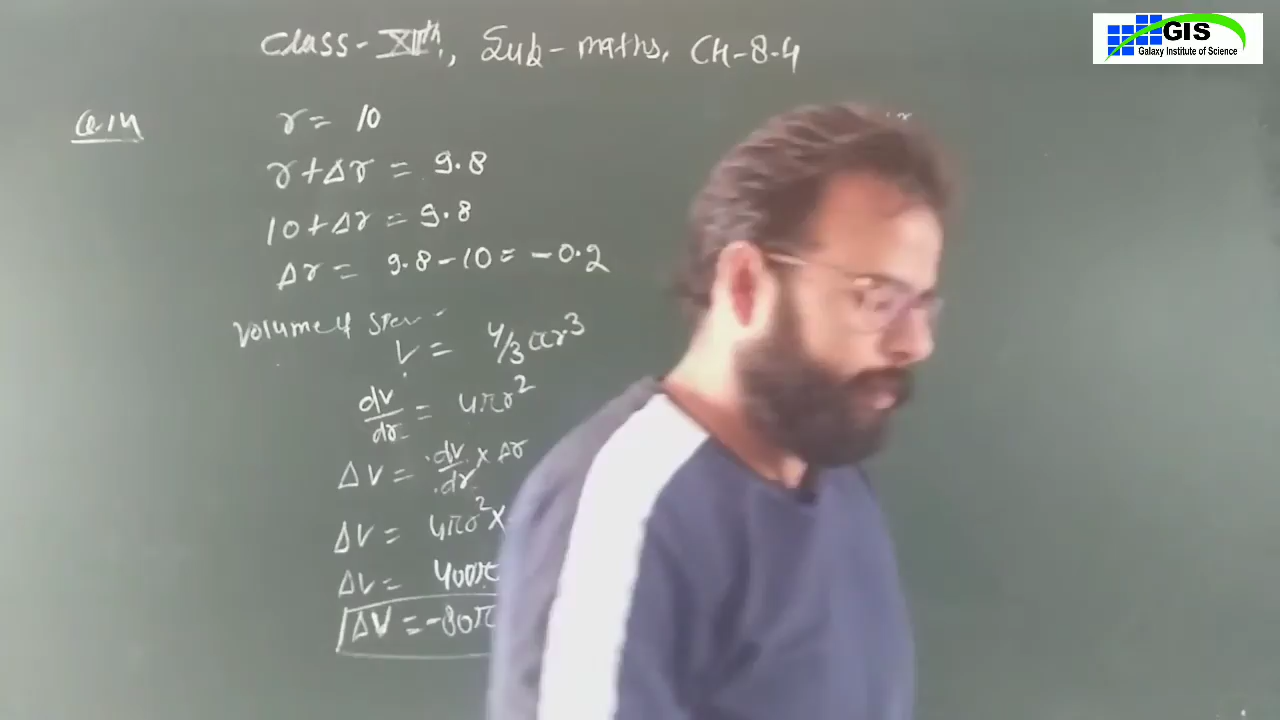 Class-XIIth, Sub-maths, CH-8.4
GIS
Galaxy Institute of Science
Q.14
r = 10
r+Δr = 9.8
10+Δr = 9.8
Δr = 9.8-10 = -0.2
Volume of
V = 4/3 πr³
dv/dr = 4πr²
ΔV = dv/dr × Δr
ΔV = 4πr² ×
ΔV = 400π
ΔV = -80π